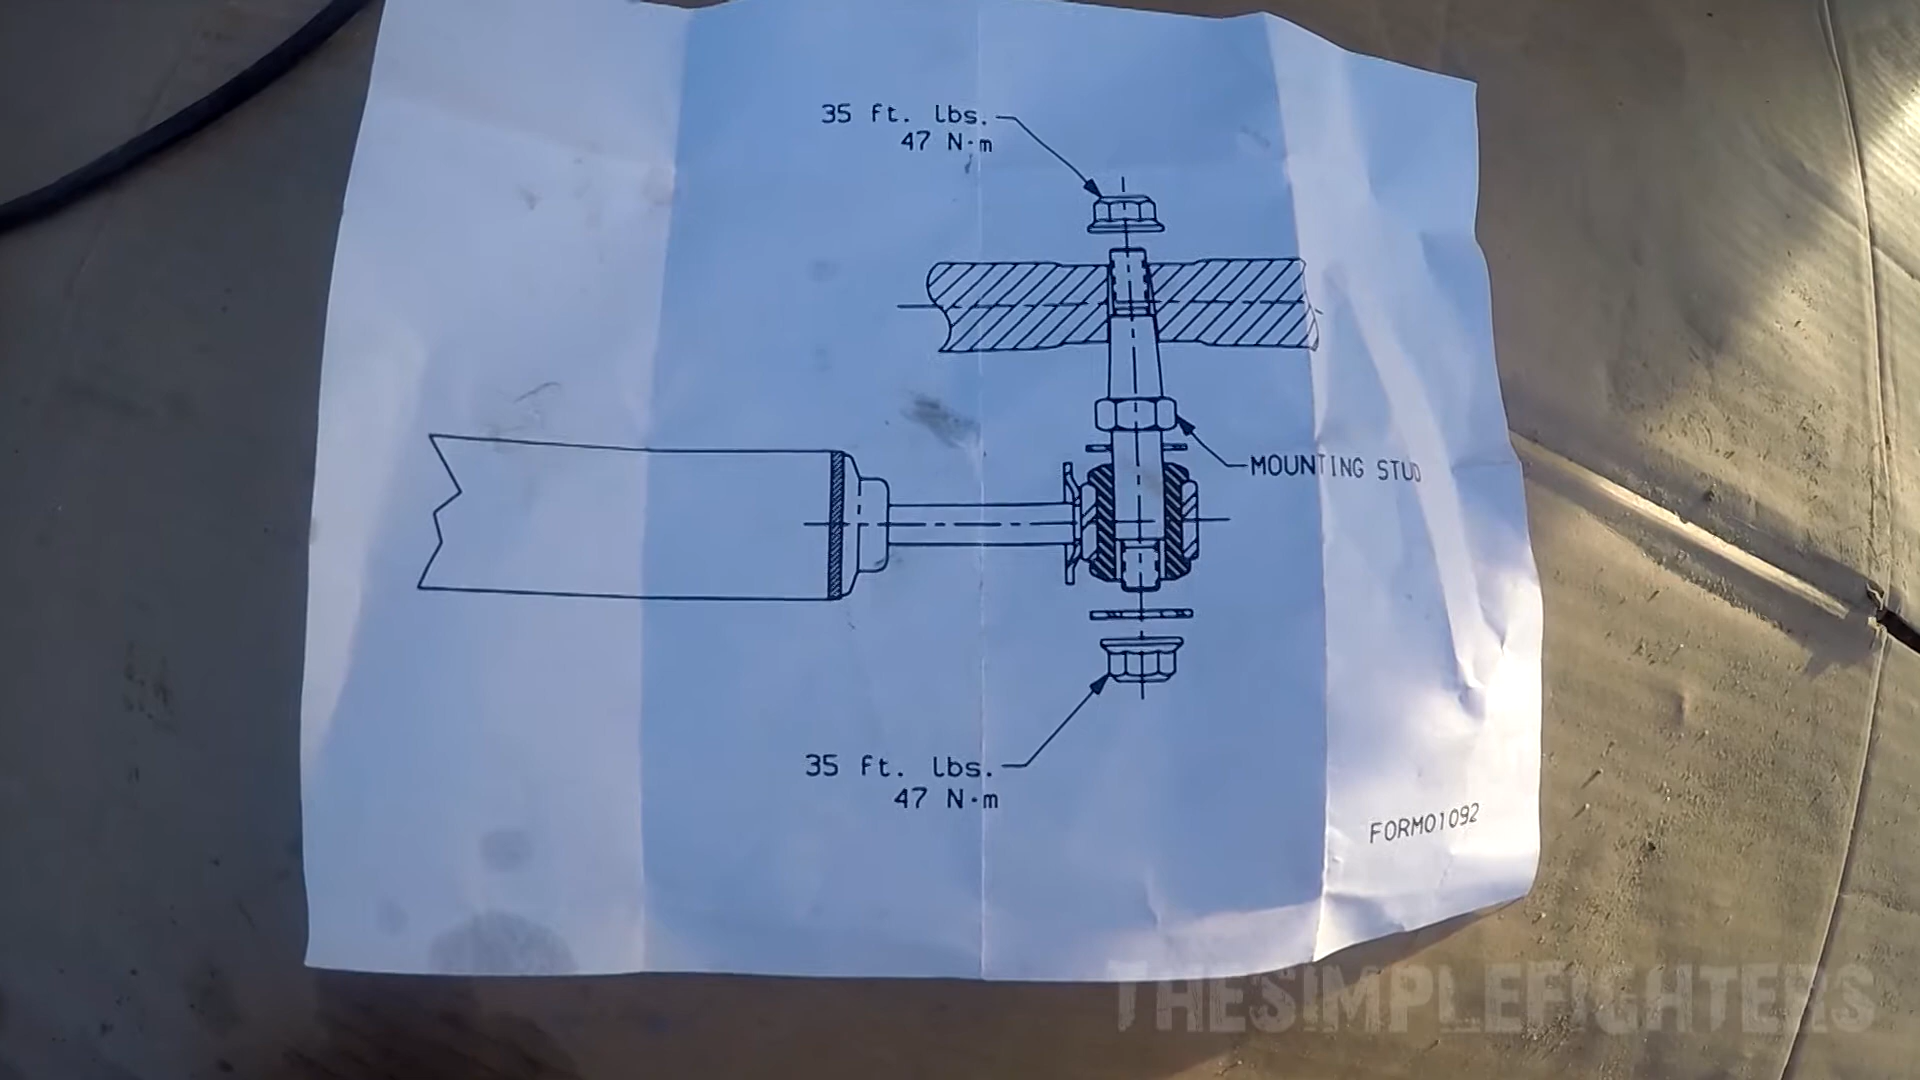 35 ft. lbs.
47 N·m
MOUNTING STUD
35 ft. lbs.
47 N·m
FORM01092
THESIMPLEFIGHTERS